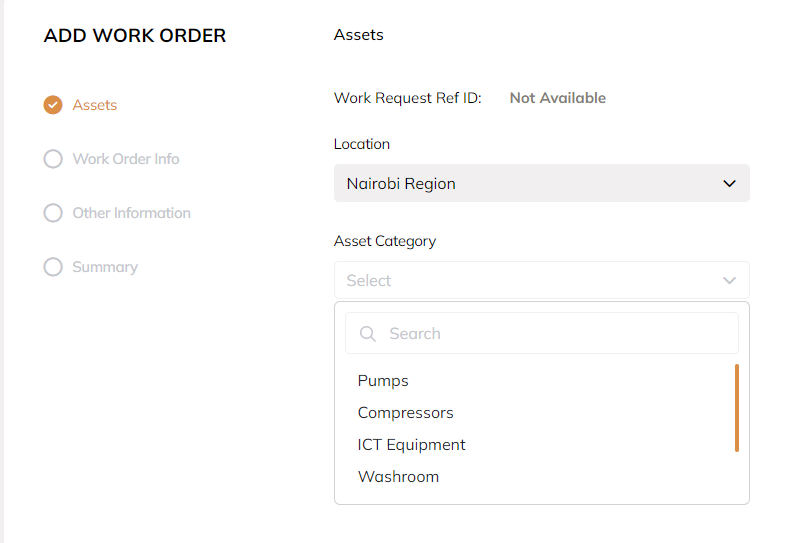 ADD WORK ORDER
Assets
Work Order Info
Other Information
Summary
Assets
Work Request Ref ID: Not Available
Location
Nairobi Region
Asset Category
Select
Search
Pumps
Compressors
ICT Equipment
Washroom